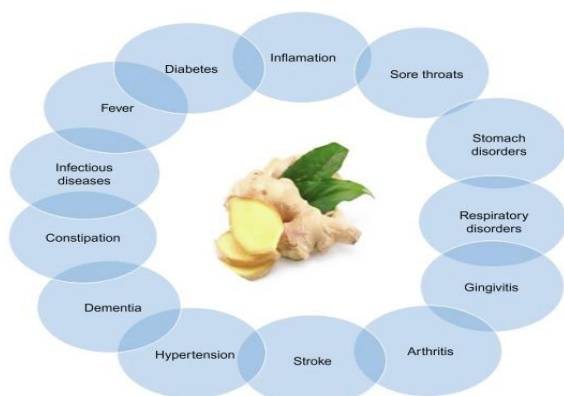 Inflamation
Sore throats
Stomach
disorders
Respiratory
disorders
Gingivitis
Arthritis
Stroke
Hypertension
Dementia
Constipation
Infectious
diseases
Fever
Diabetes